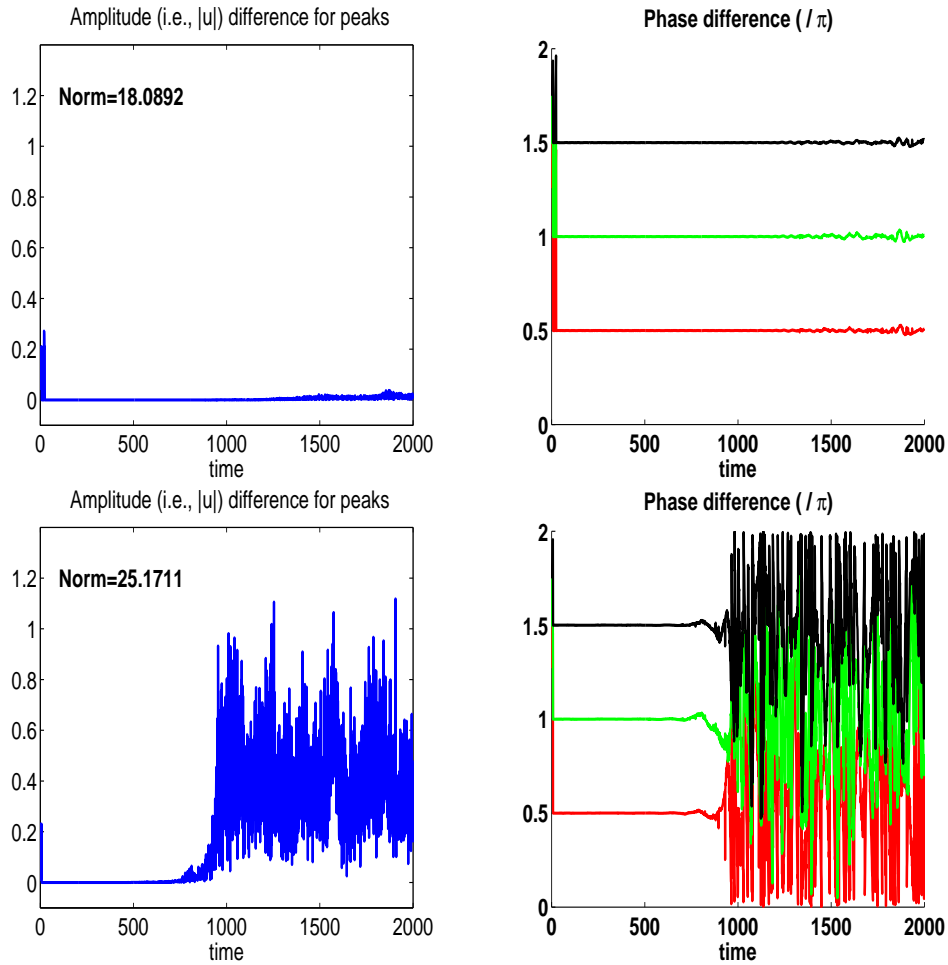 Amplitude (i.e., |u|) difference for peaks
Norm=18.0892
1.2
1
0.8
0.6
0.4
0.2
0
0 500 1000 1500 2000
time
Phase difference ( / π)
2
1.5
1
0.5
0
0 500 1000 1500 2000
time
Amplitude (i.e., |u|) difference for peaks
Norm=25.1711
1.2
1
0.8
0.6
0.4
0.2
0
0 500 1000 1500 2000
time
Phase difference ( / π)
2
1.5
1
0.5
0
0 500 1000 1500 2000
time